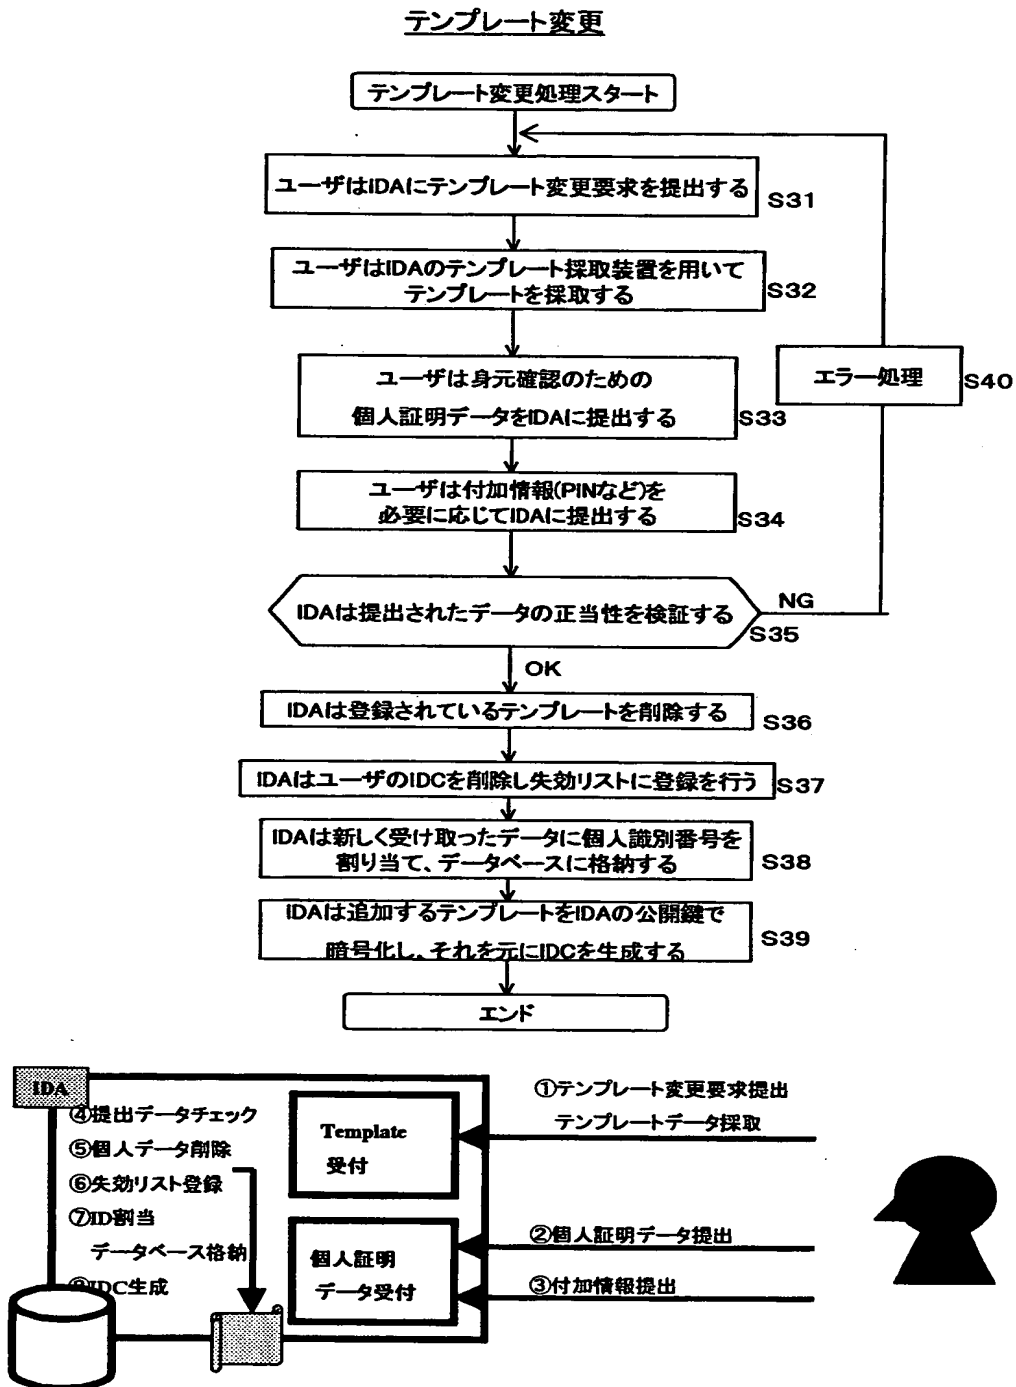 テンプレート変更
テンプレート変更処理スタート
ユーザはIDAにテンプレート変更要求を提出する
S31
ユーザはIDAのテンプレート採取装置を用いて
テンプレートを採取する
S32
ユーザは身元確認のための
個人証明データをIDAに提出する
S33
エラー処理
S40
ユーザは付加情報(PINなど)を
必要に応じてIDAに提出する
S34
IDAは提出されたデータの正当性を検証する
NG
S35
OK
IDAは登録されているテンプレートを削除する
S36
IDAはユーザのIDCを削除し失効リストに登録を行う
S37
IDAは新しく受け取ったデータに個人識別番号を
割り当て、データベースに格納する
S38
IDAは追加するテンプレートをIDAの公開鍵で
暗号化し、それを元にIDCを生成する
S39
エンド
IDA
④提出データチェック
⑤個人データ削除
⑥失効リスト登録
⑦ID割当
データベース格納
⑧IDC生成
Template
受付
個人証明
データ受付
①テンプレート変更要求提出
テンプレートデータ採取
②個人証明データ提出
③付加情報提出